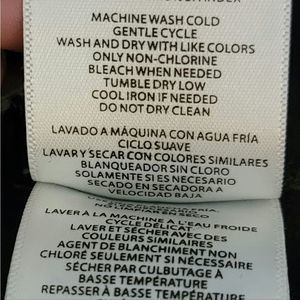 MACHINE WASH COLD
GENTLE CYCLE
WASH AND DRY WITH LIKE COLORS
ONLY NON-CHLORINE
BLEACH WHEN NEEDED
TUMBLE DRY LOW
COOL IRON IF NEEDED
DO NOT DRY CLEAN
LAVADO A MÁQUINA CON AGUA FRÍA
CICLO SUAVE
LAVAR Y SECAR CON COLORES SIMILARES
BLANQUEADOR SIN CLORO
SOLAMENTE SI ES NECESARIO
SECADO EN SECADORA A
VELOCIDAD BAJA
LAVER À LA MACHINE À L'EAU FROIDE
CYCLE DÉLICAT
LAVER ET SÉCHER AVEC DES
COULEURS SIMILAIRES
AGENT DE BLANCHIMENT NON
CHLORÉ SEULEMENT SI NÉCESSAIRE
SÉCHER PAR CULBUTAGE À
BASSE TEMPÉRATURE
REPASSER À BASSE TEMPÉRATURE